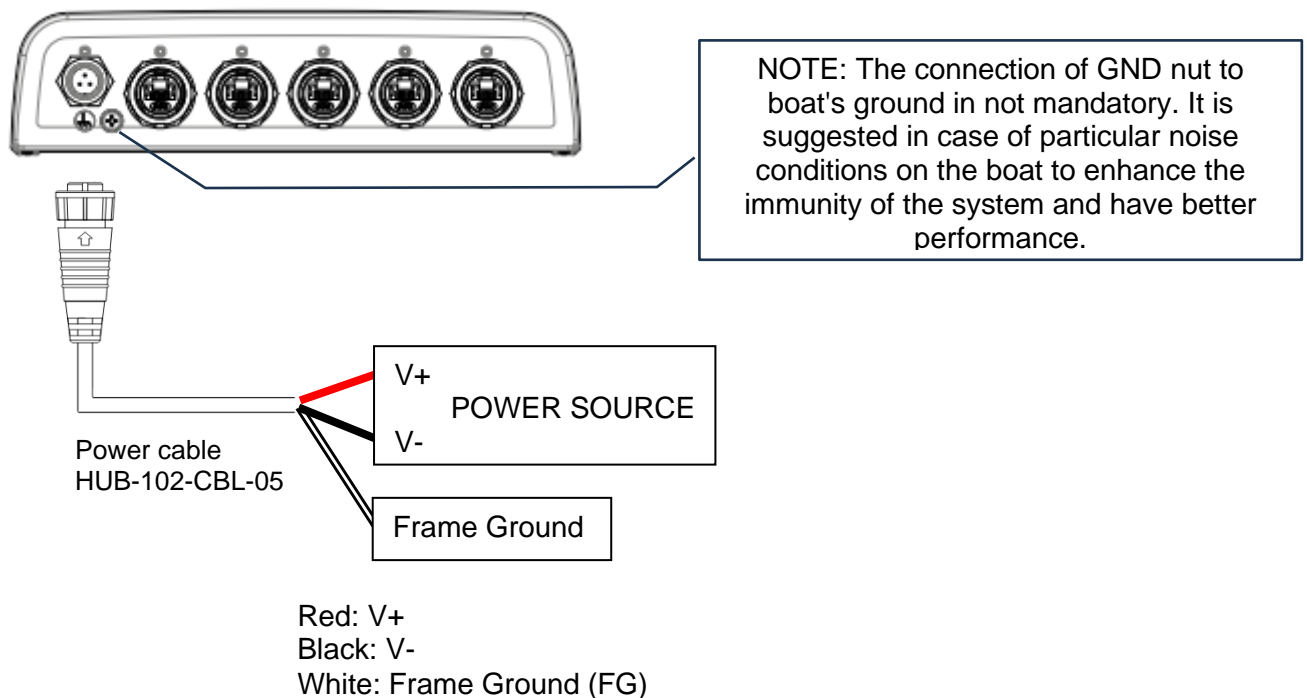 NOTE: The connection of GND nut to
boat's ground in not mandatory. It is
suggested in case of particular noise
conditions on the boat to enhance the
immunity of the system and have better
performance.
V+
POWER SOURCE
V-
Power cable
HUB-102-CBL-05
Frame Ground
Red: V+
Black: V-
White: Frame Ground (FG)